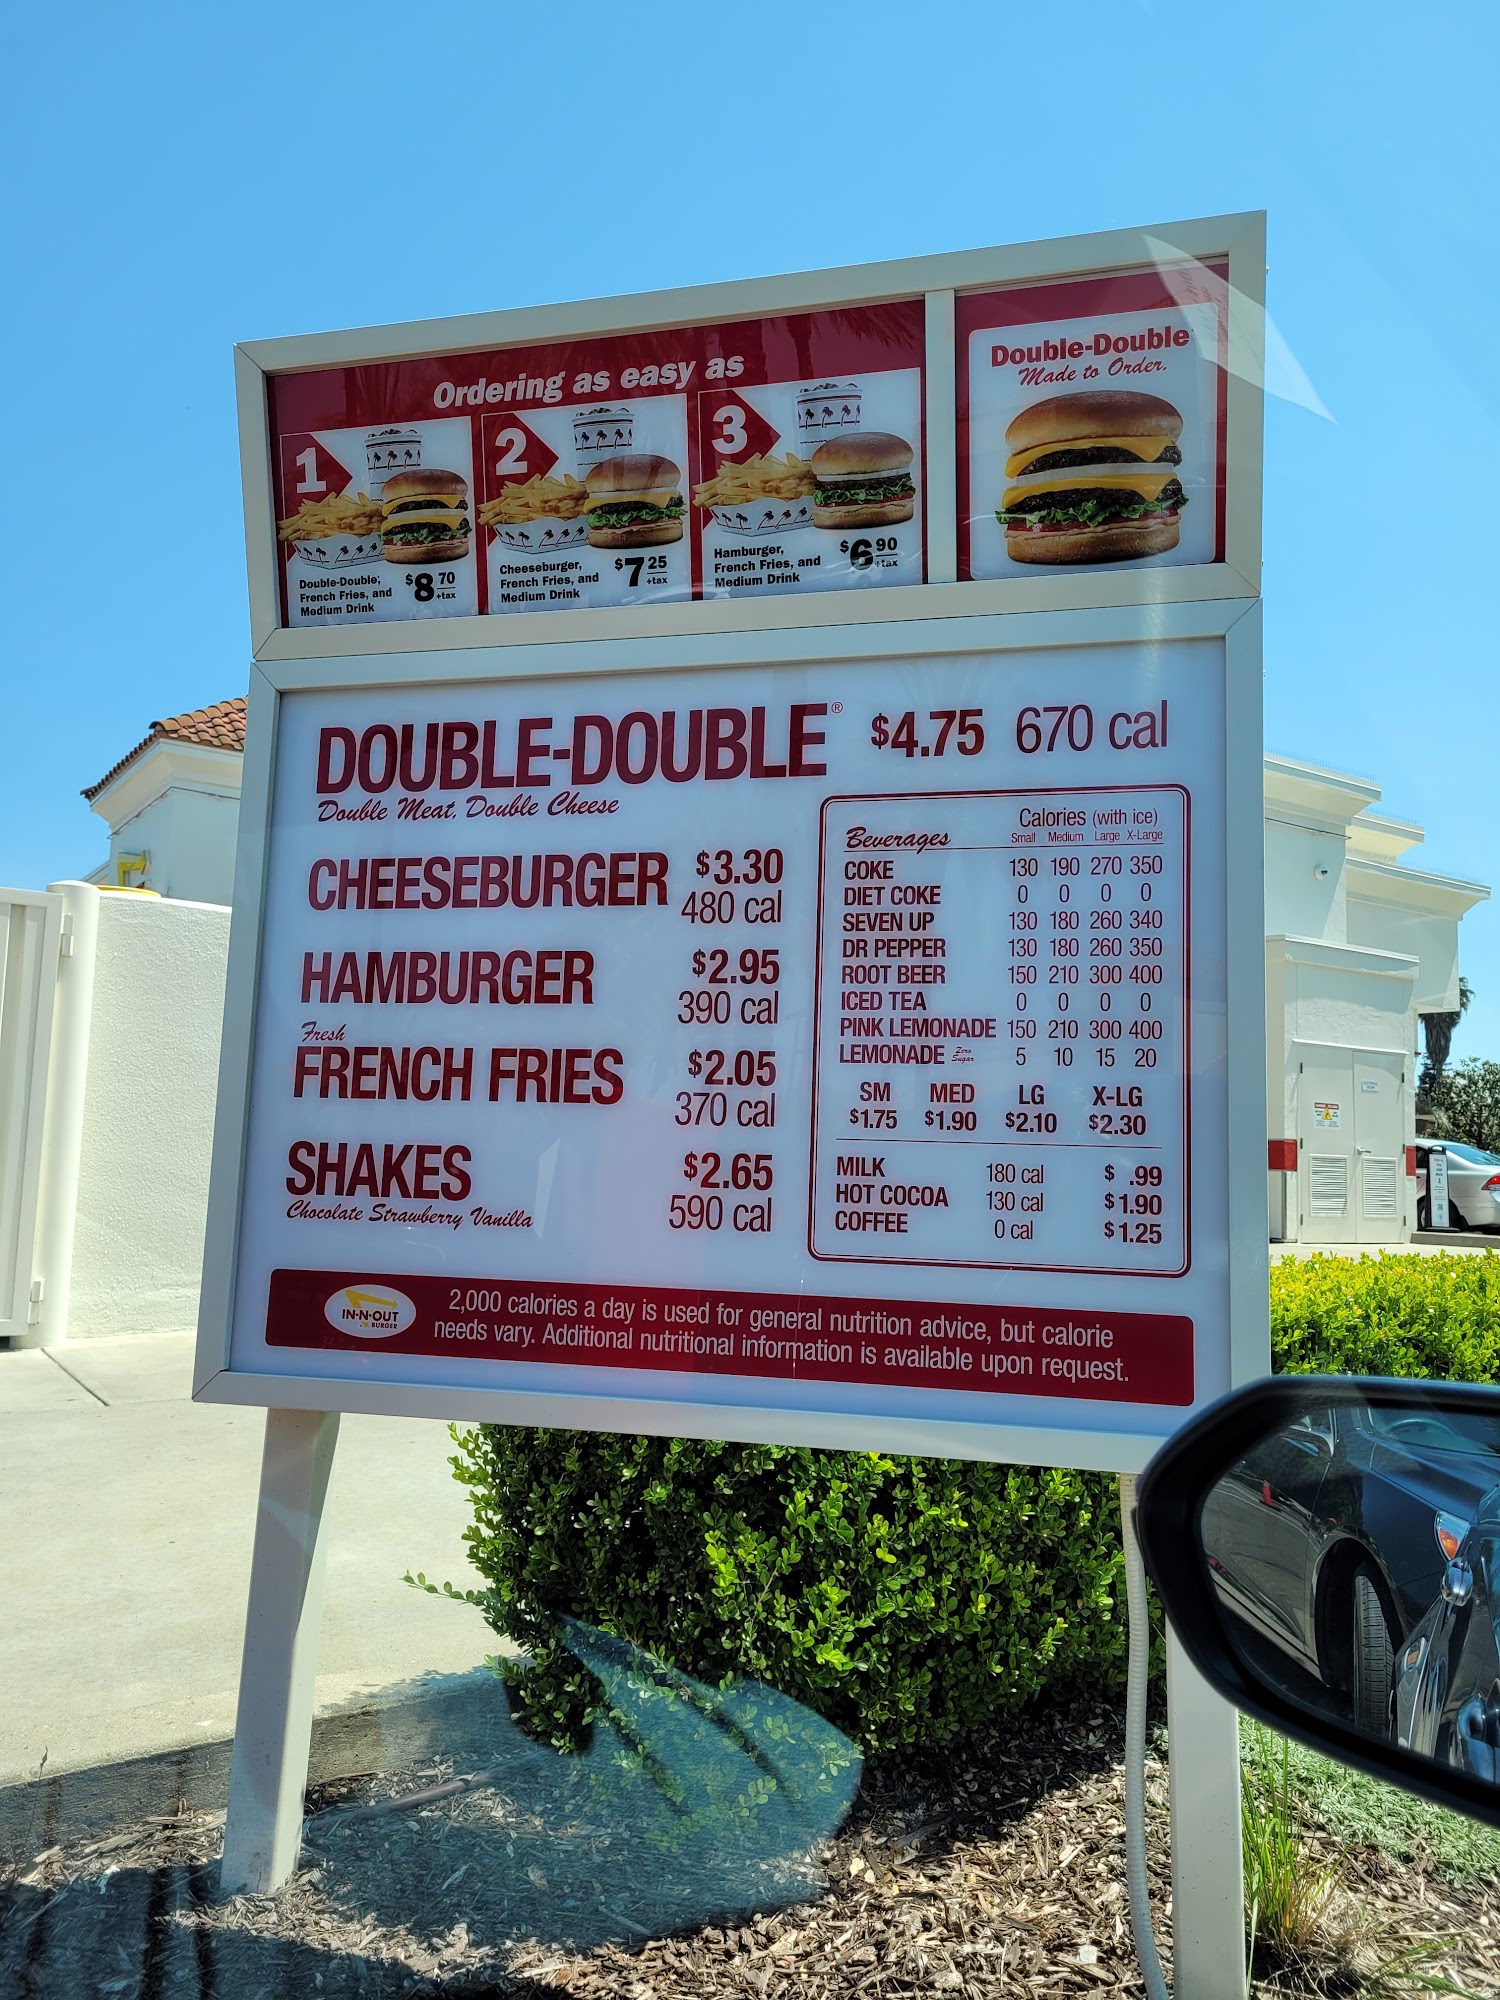 Ordering as easy as
1
Double-Double,
French Fries, and
Medium Drink
$8 70
+tax
2
Cheeseburger,
French Fries, and
Medium Drink
$7 25
+tax
3
Hamburger,
French Fries, and
Medium Drink
$6 90
+tax
Double-Double
Made to Order.
DOUBLE-DOUBLE® $4.75 670 cal
Double Meat, Double Cheese
CHEESEBURGER $3.30
480 cal
HAMBURGER $2.95
390 cal
Fresh
FRENCH FRIES $2.05
370 cal
SHAKES $2.65
Chocolate Strawberry Vanilla 590 cal
Beverages Calories (with ice)
Small Medium Large X-Large
COKE 130 190 270 350
DIET COKE 0 0 0 0
SEVEN UP 130 180 260 340
DR PEPPER 130 180 260 350
ROOT BEER 150 210 300 400
ICED TEA 0 0 0 0
PINK LEMONADE 150 210 300 400
LEMONADE Zero Sugar 5 10 15 20
SM MED LG X-LG
$1.75 $1.90 $2.10 $2.30
MILK 180 cal $ .99
HOT COCOA 130 cal $1.90
COFFEE 0 cal $1.25
IN-N-OUT
BURGER
2,000 calories a day is used for general nutrition advice, but calorie
needs vary. Additional nutritional information is available upon request.